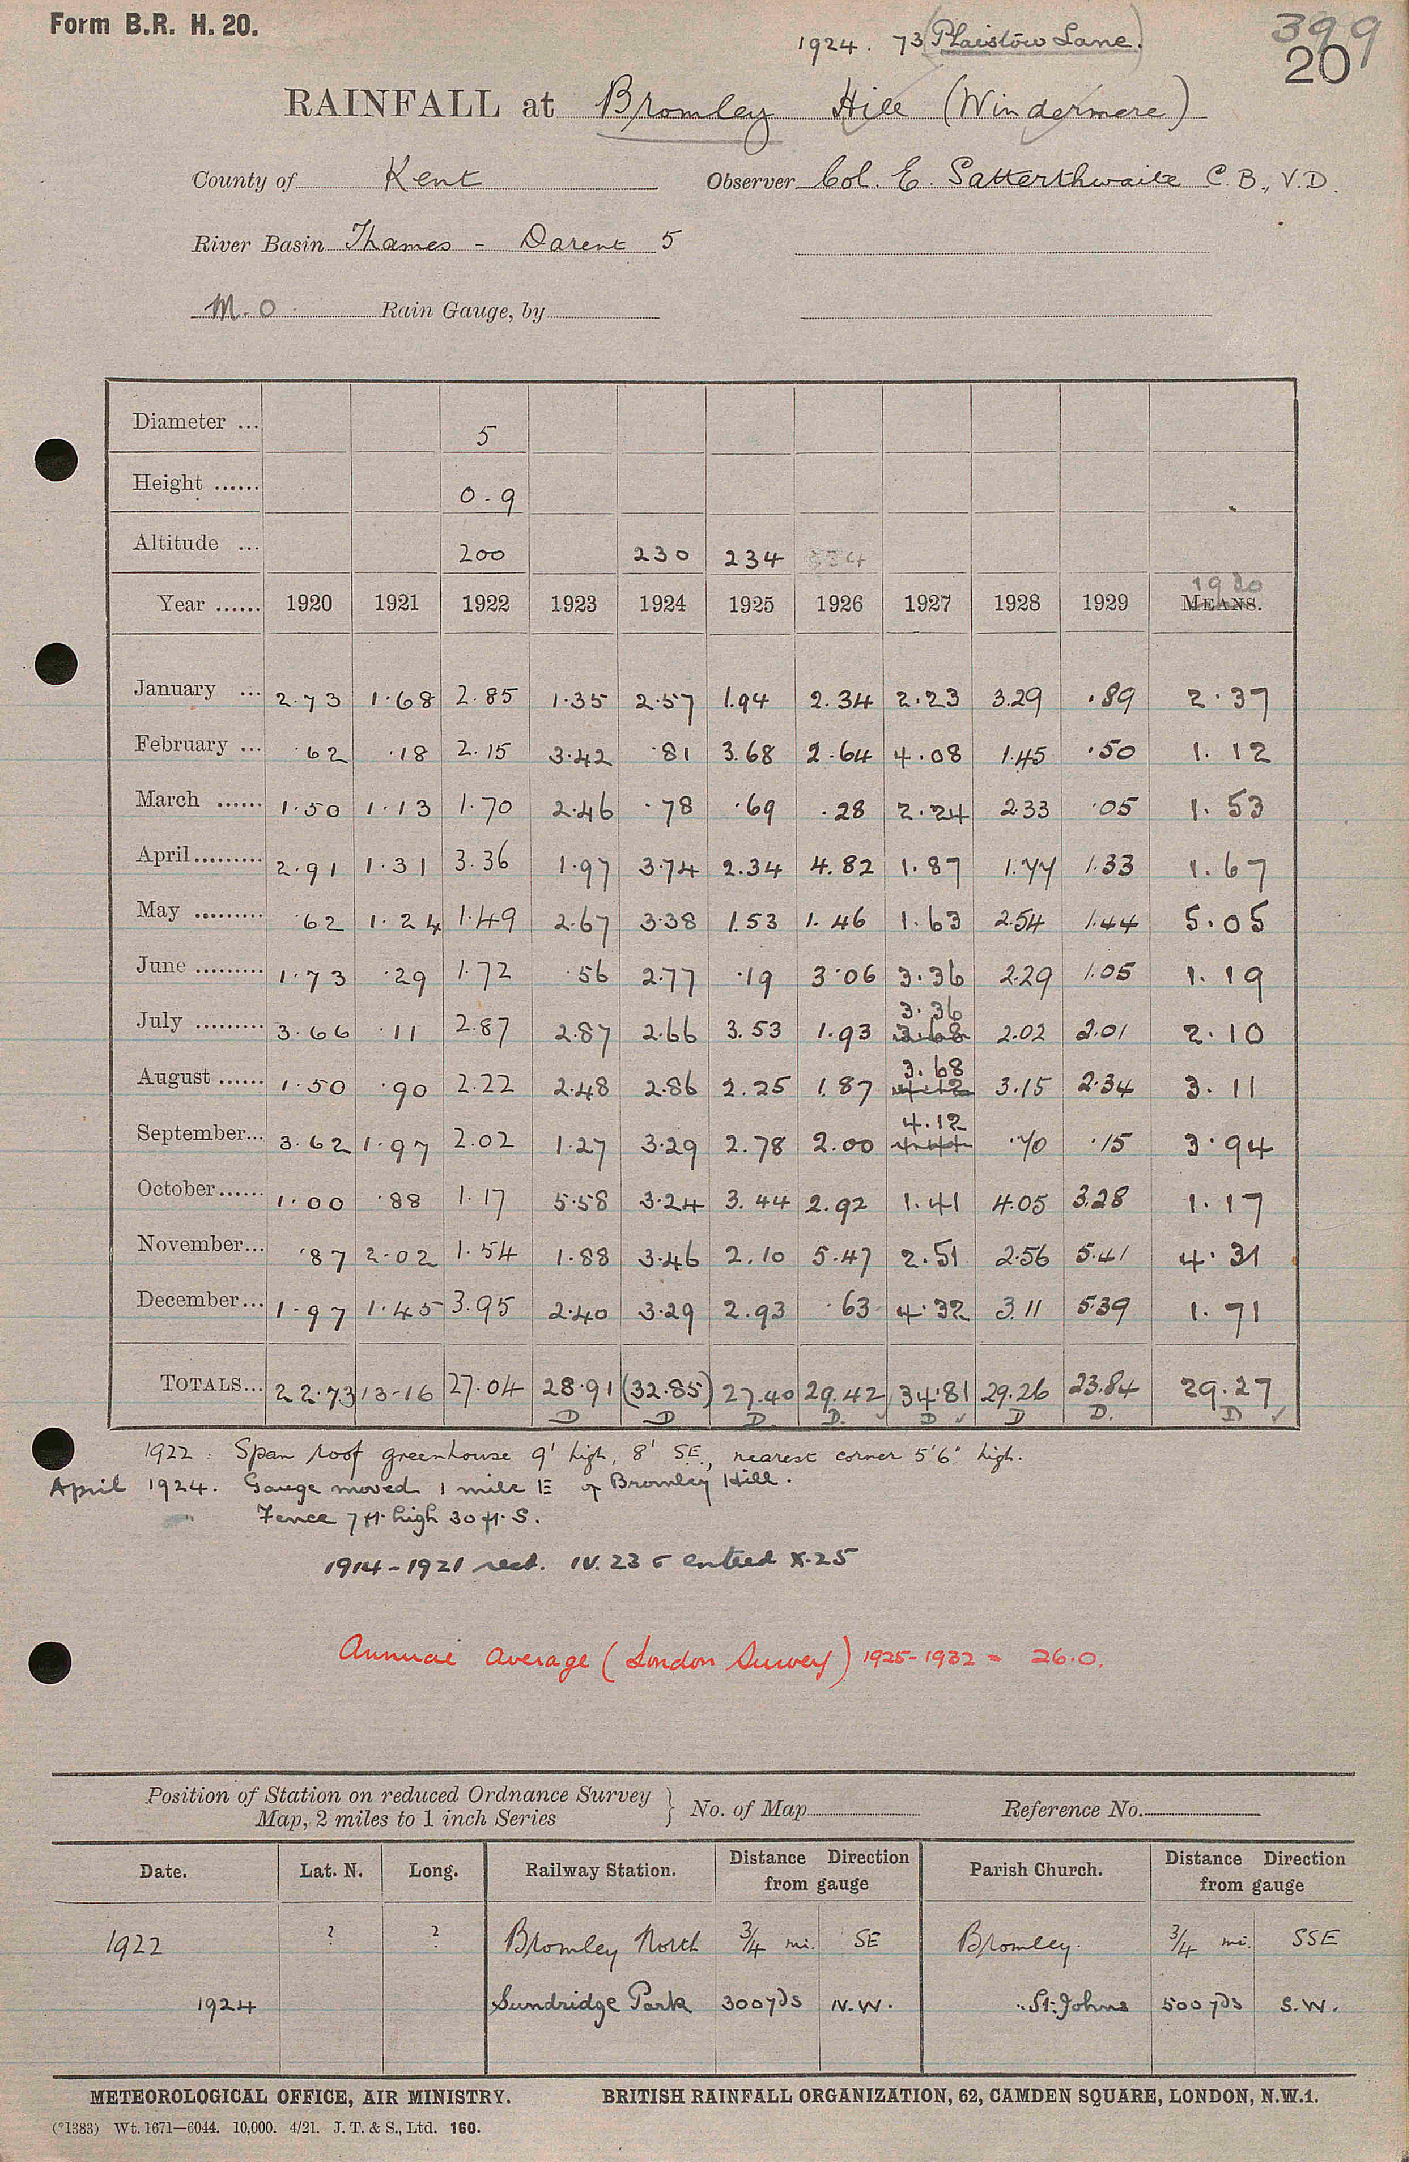 Form B.R. H. 20.
399
1924. 73 (Plaistow Lane.)
20
RAINFALL at Bromley Hill (Windermere)
County of Kent Observer Col. E. Satterthwaite C.B., V.D.
River Basin Thames - Darent 5
M.O. Rain Gauge, by
Diameter ... 5
Height ...... 0.9
Altitude ... 200 230 234 234
1930
Year ...... 1920 1921 1922 1923 1924 1925 1926 1927 1928 1929 MEANS.
January ... 2.73 1.68 2.85 1.35 2.57 1.94 2.34 2.23 3.29 .89 2.37
February ... .62 .18 2.15 3.42 .81 3.68 2.64 4.08 1.45 .50 1.12
March ...... 1.50 1.13 1.70 2.46 .78 .69 .28 2.24 2.33 .05 1.53
April......... 2.91 1.31 3.36 1.97 3.74 2.34 4.82 1.87 1.77 1.33 1.67
May ......... .62 1.24 1.49 2.67 3.38 1.53 1.46 1.63 2.54 1.44 5.05
June ......... 1.73 .29 1.72 .56 2.77 .19 3.06 3.36 2.29 1.05 1.19
3.36
July ......... 3.66 .11 2.87 2.87 2.66 3.53 1.93 3.68 2.02 2.01 2.10
3.68
August ...... 1.50 .90 2.22 2.48 2.86 2.25 1.87 4.12 3.15 2.34 3.11
4.12
September... 3.62 1.97 2.02 1.27 3.29 2.78 2.00 4.44 .70 .15 3.94
October...... 1.00 .88 1.17 5.58 3.24 3.44 2.92 1.41 4.05 3.28 1.17
November... .87 2.02 1.54 1.88 3.46 2.10 5.47 2.51 2.56 5.41 4.31
December... 1.97 1.45 3.95 2.40 3.29 2.93 .63 4.32 3.11 5.39 1.71
TOTALS... 22.73 13.16 27.04 28.91 (32.85) 27.40 29.42 34.81 29.26 23.84 29.27
D D D. D. ✓ D ✓ D D. D ✓
1922 : Span roof greenhouse 9' high, 8' SE, nearest corner 5'6" high.
April 1924. Gauge moved 1 mile E of Bromley Hill.
Fence 7 ft. high 30 ft. S.
1914-1921 recd. IV.23 & entered X.25
Annual average (London Survey) 1925-1932 = 26.0.
Position of Station on reduced Ordnance Survey
Map, 2 miles to 1 inch Series } No. of Map Reference No.
Date. Lat. N. Long. Railway Station. Distance Direction from gauge Parish Church. Distance Direction from gauge
1922 ? ? Bromley North 3/4 mi. SE Bromley. 3/4 mi. SSE
1924 Sundridge Park 300 yds N.W. St. Johns 500 yds S.W.
METEOROLOGICAL OFFICE, AIR MINISTRY. BRITISH RAINFALL ORGANIZATION, 62, CAMDEN SQUARE, LONDON, N.W.1.
(*1383) Wt. 1671—6044. 10,000. 4/21. J. T. & S., Ltd. 160.